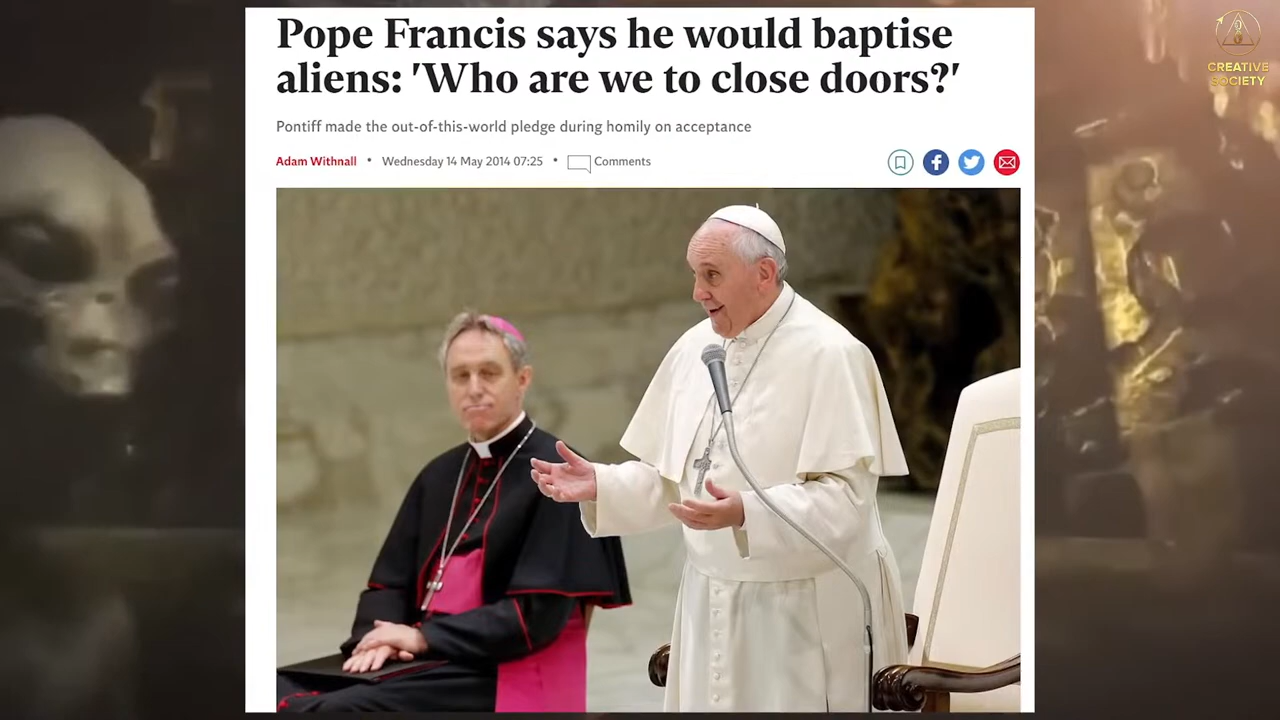 Pope Francis says he would baptise
aliens: 'Who are we to close doors?'
Pontiff made the out-of-this-world pledge during homily on acceptance
Adam Withnall • Wednesday 14 May 2014 07:25 • Comments
CREATIVE
SOCIETY